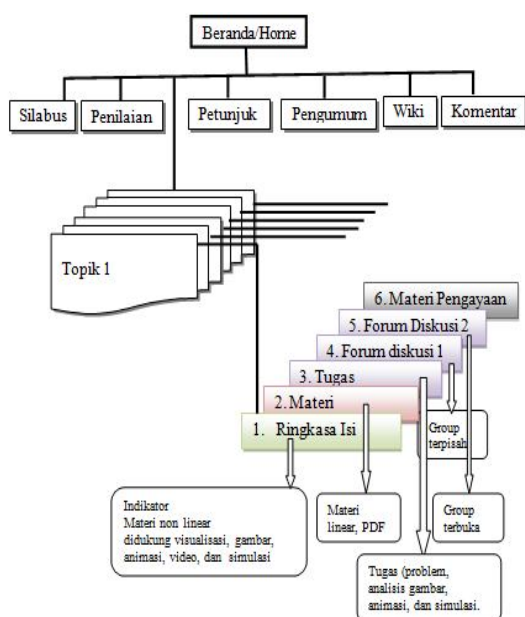 Beranda/Home
Silabus
Penilaian
Petunjuk
Pengumum
Wiki
Komentar
Topik 1
6. Materi Pengayaan
5. Forum Diskusi 2
4. Forum diskusi 1
3. Tugas
2. Materi
1. Ringkasa Isi
Group
terpisah
Indikator
Materi non linear
didukung visualisasi, gambar,
animasi, video, dan simulasi
Materi
linear, PDF
Group
terbuka
Tugas (problem,
analisis gambar,
animasi, dan simulasi.